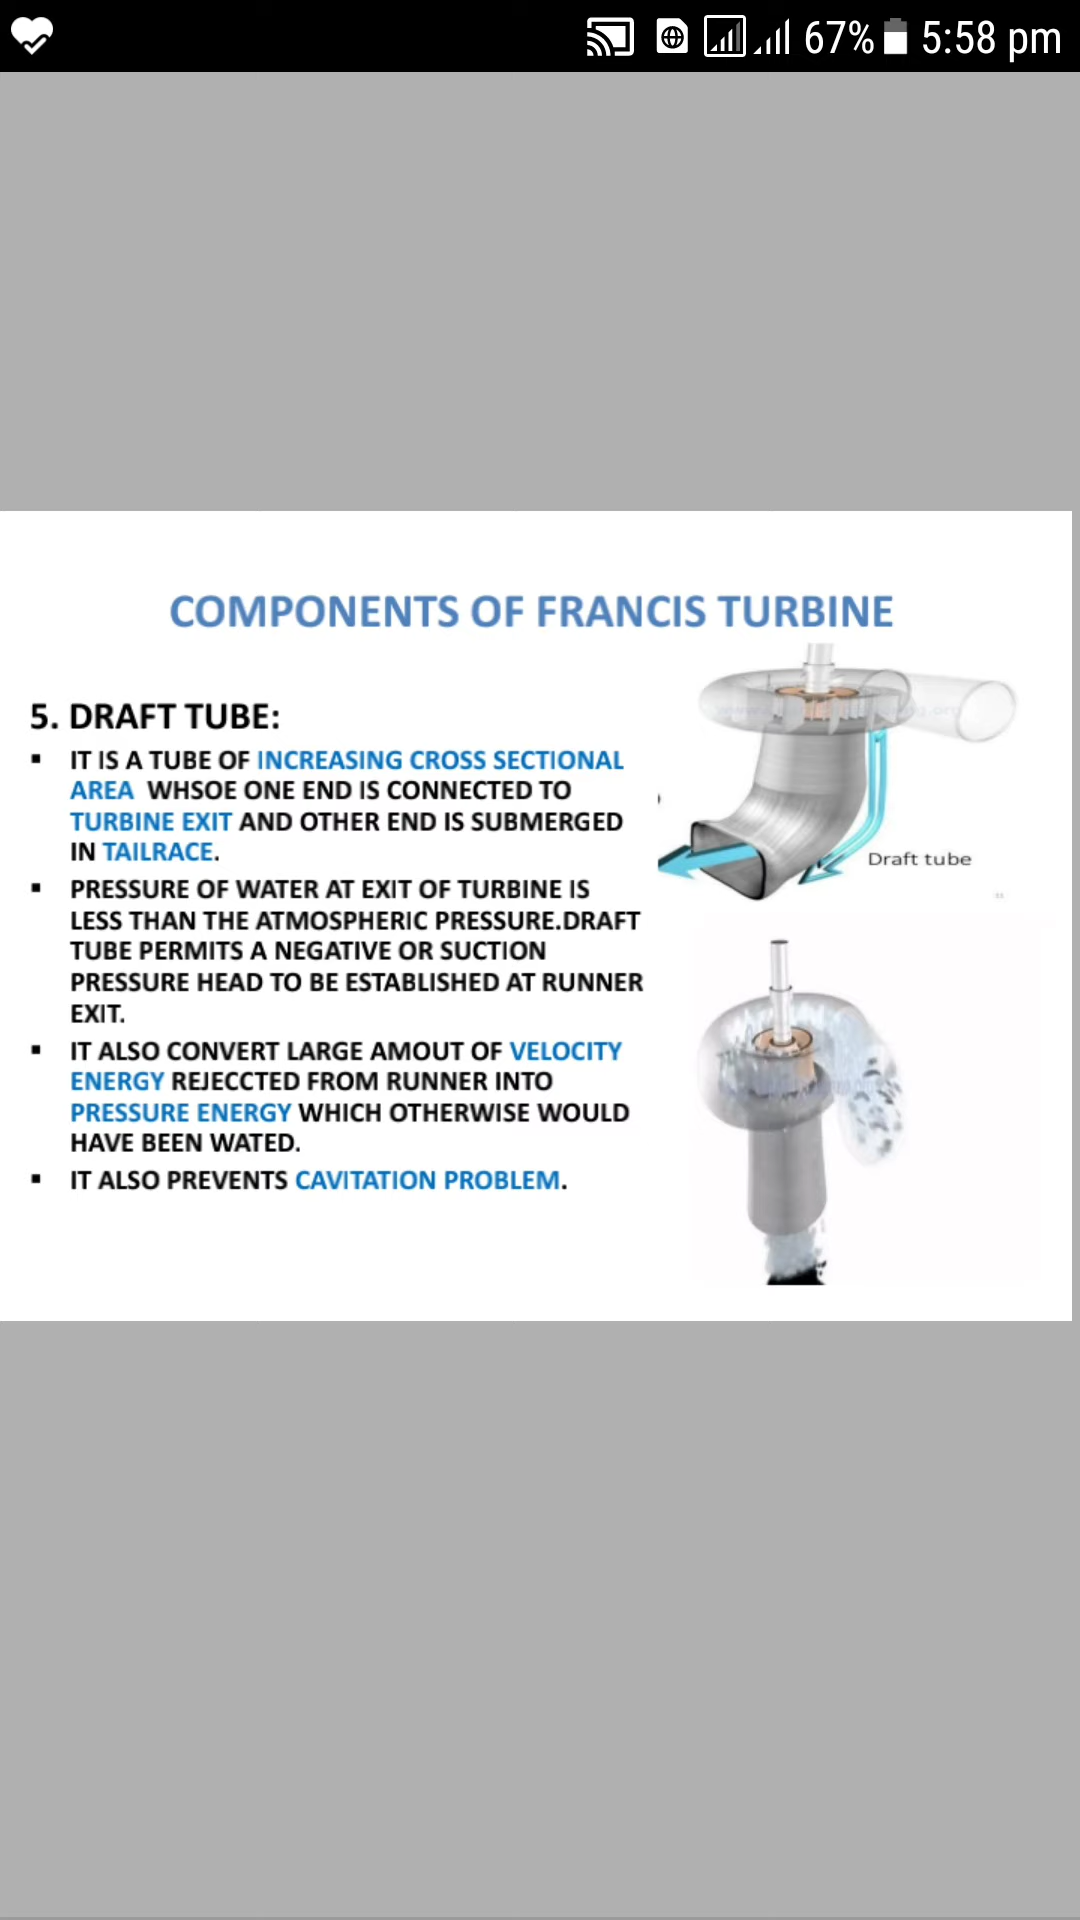 67% 5:58 pm
COMPONENTS OF FRANCIS TURBINE
5. DRAFT TUBE:
▪ IT IS A TUBE OF INCREASING CROSS SECTIONAL
AREA WHSOE ONE END IS CONNECTED TO
TURBINE EXIT AND OTHER END IS SUBMERGED
IN TAILRACE.
▪ PRESSURE OF WATER AT EXIT OF TURBINE IS
LESS THAN THE ATMOSPHERIC PRESSURE.DRAFT
TUBE PERMITS A NEGATIVE OR SUCTION
PRESSURE HEAD TO BE ESTABLISHED AT RUNNER
EXIT.
▪ IT ALSO CONVERT LARGE AMOUT OF VELOCITY
ENERGY REJECCTED FROM RUNNER INTO
PRESSURE ENERGY WHICH OTHERWISE WOULD
HAVE BEEN WATED.
▪ IT ALSO PREVENTS CAVITATION PROBLEM.
Draft tube